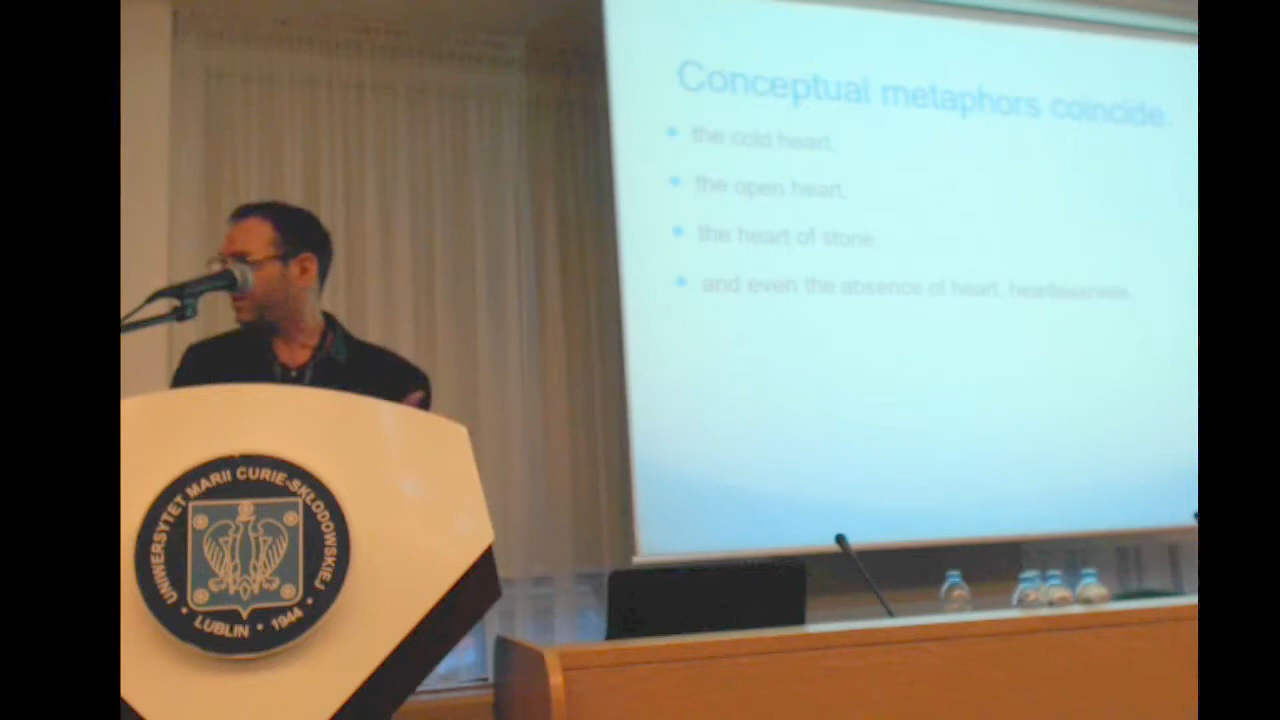 Conceptual metaphors coincide.
the cold heart,
the open heart,
the heart of stone
and even the absence of heart, heartlessness.
UNIWERSYTET MARII CURIE-SKŁODOWSKIEJ
LUBLIN • 1944